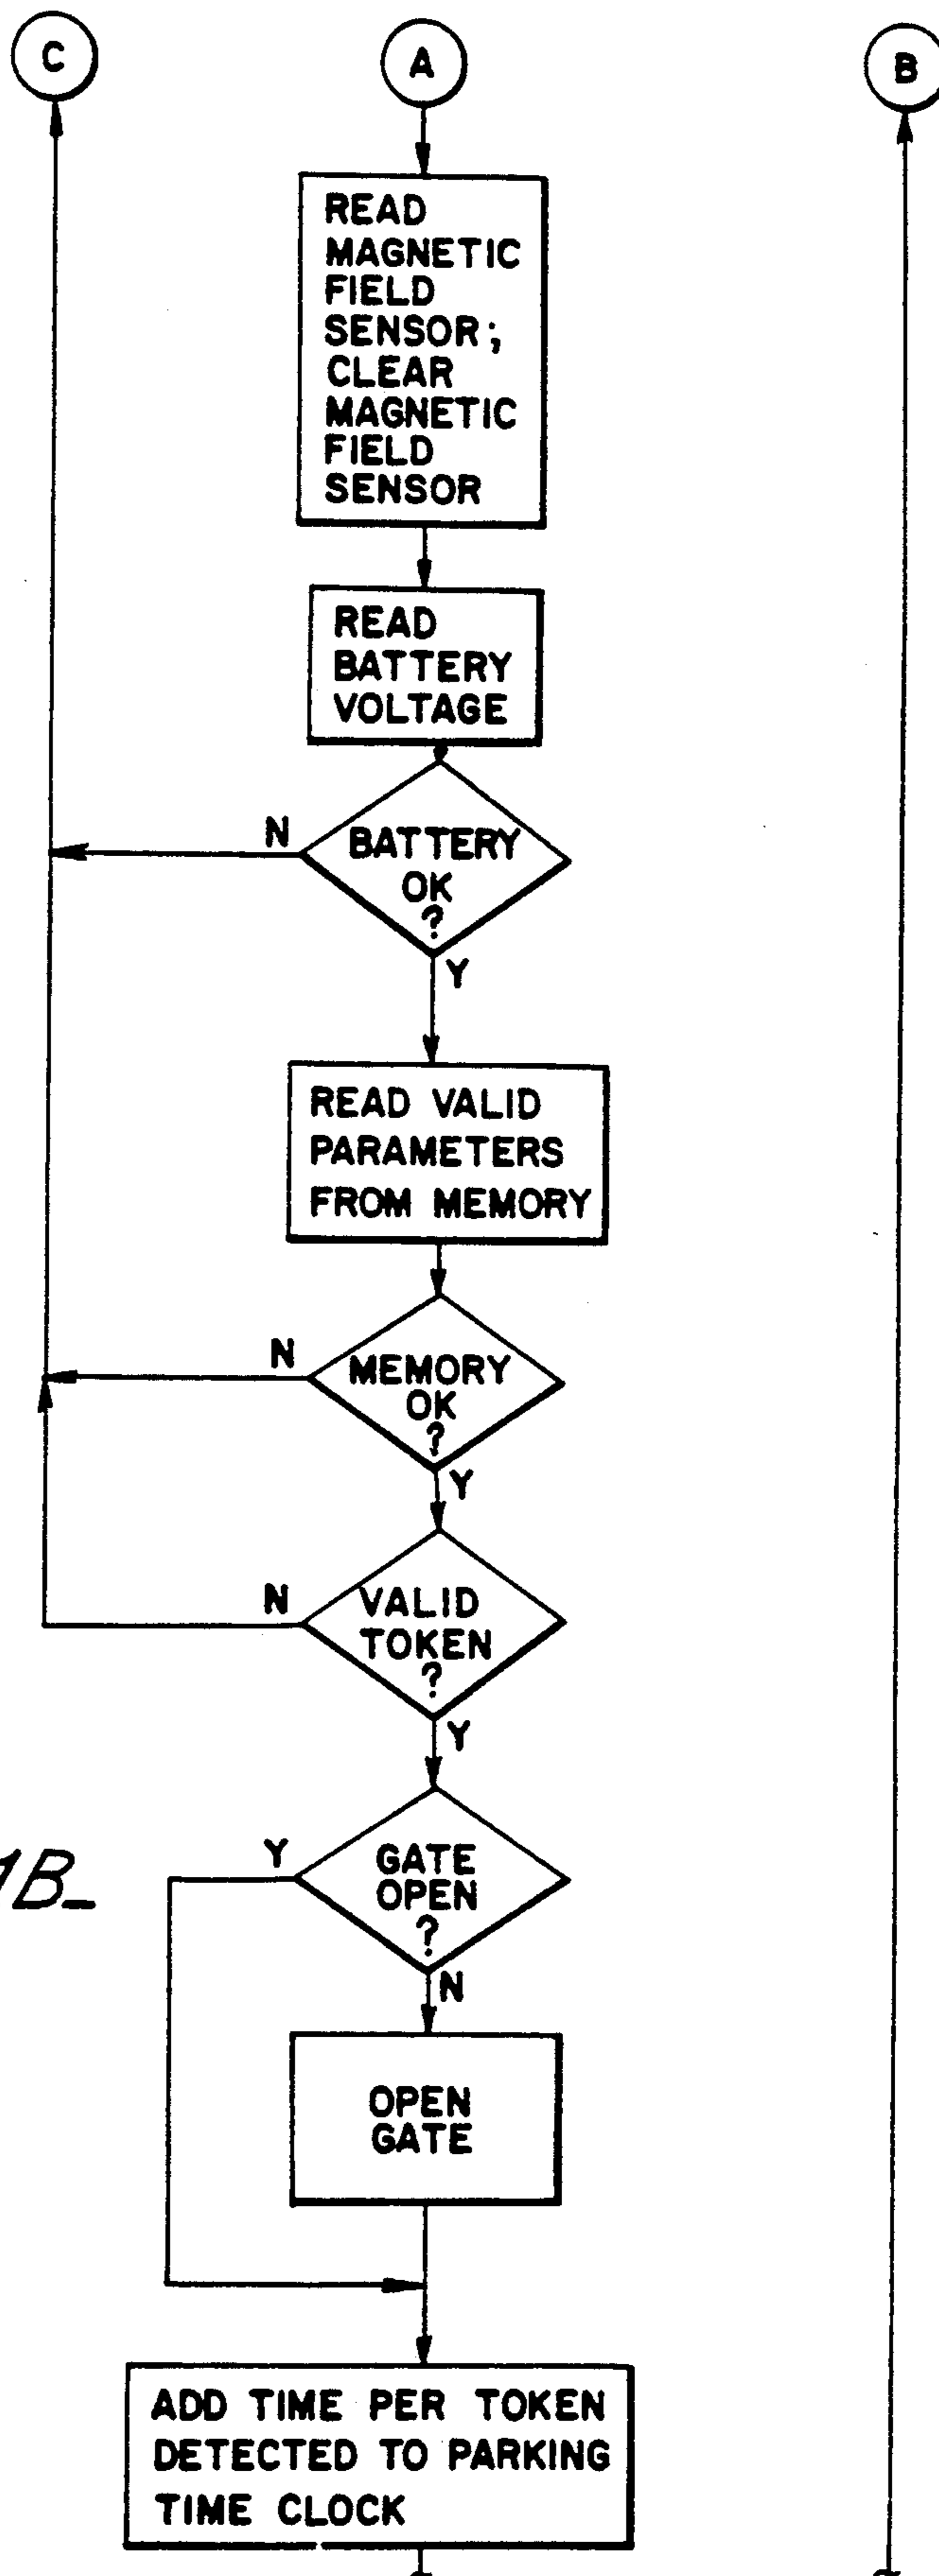 C
A
B
READ
MAGNETIC
FIELD
SENSOR;
CLEAR
MAGNETIC
FIELD
SENSOR
READ
BATTERY
VOLTAGE
N
BATTERY
OK
?
Y
READ VALID
PARAMETERS
FROM MEMORY
N
MEMORY
OK
?
Y
N
VALID
TOKEN
?
Y
1B_
Y
GATE
OPEN
?
N
OPEN
GATE
ADD TIME PER TOKEN
DETECTED TO PARKING
TIME CLOCK